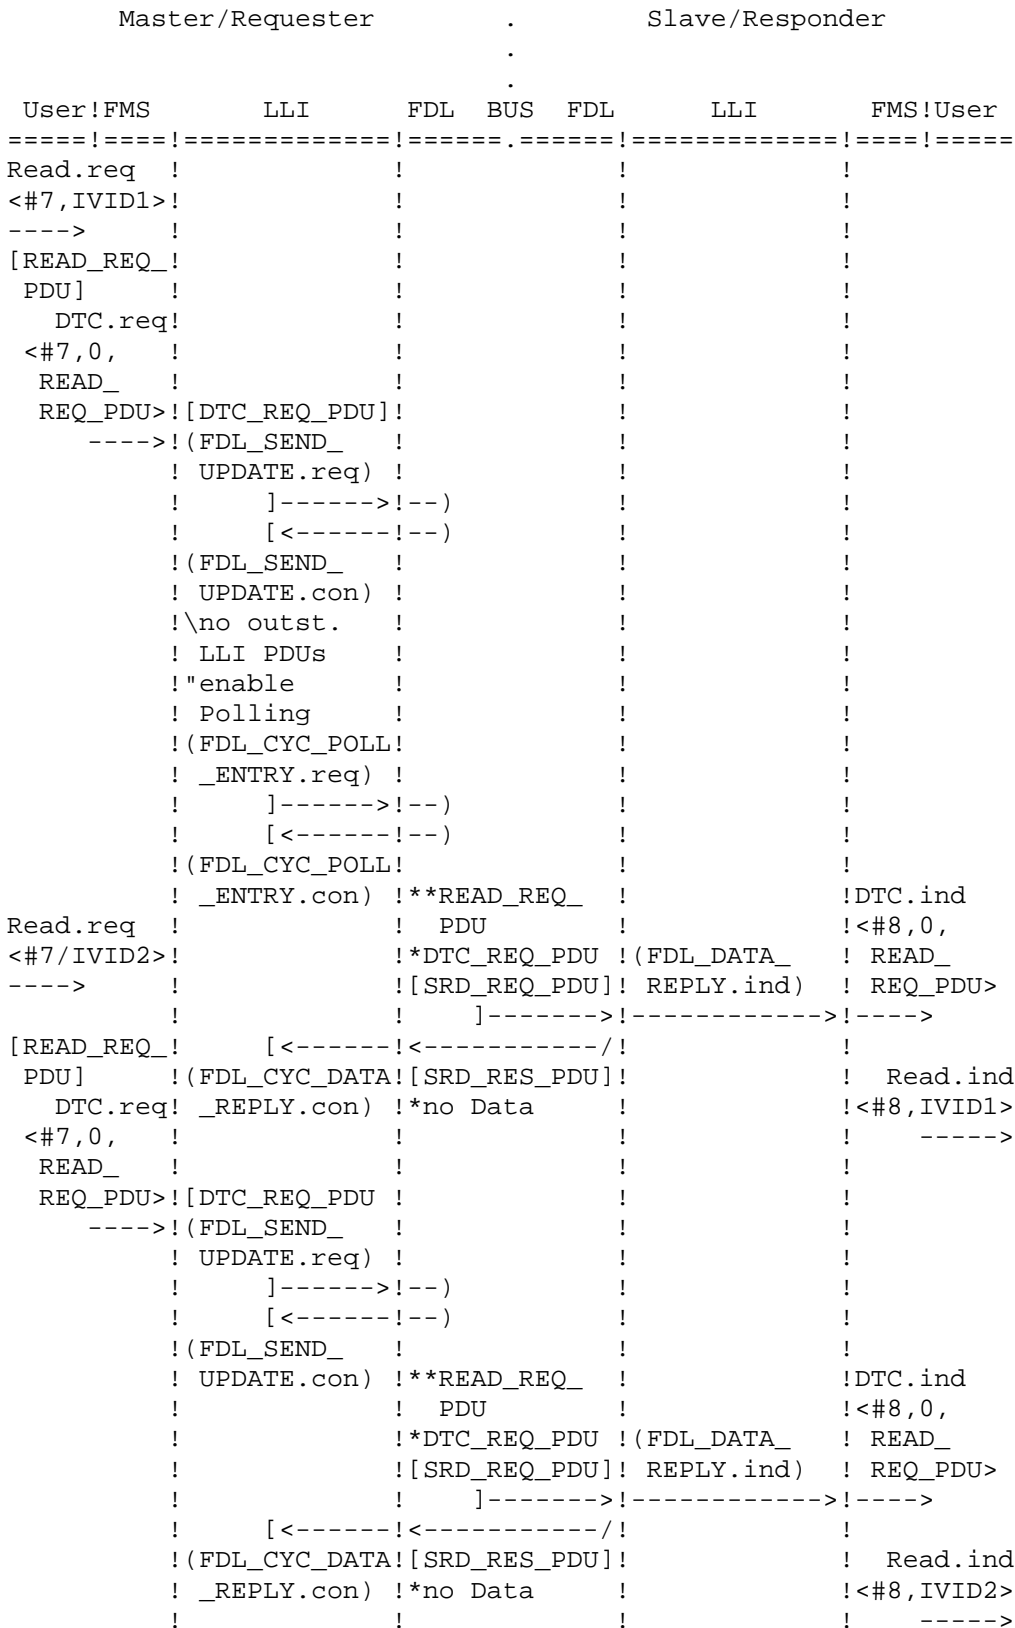 Master/Requester        .        Slave/Responder
                               .
                               .
 User!FMS       LLI      FDL  BUS  FDL      LLI       FMS!User
=====!====!=============!======.======!=============!====!=====
Read.req  !             !             !             !
<#7,IVID1>!             !             !             !
---->     !             !             !             !
[READ_REQ_!             !             !             !
 PDU]     !             !             !             !
   DTC.req!             !             !             !
 <#7,0,   !             !             !             !
  READ_   !             !             !             !
  REQ_PDU>![DTC_REQ_PDU]!             !             !
     ---->!(FDL_SEND_   !             !             !
          ! UPDATE.req) !             !             !
          !     ]------>!--)          !             !
          !     [<------!--)          !             !
          !(FDL_SEND_   !             !             !
          ! UPDATE.con) !             !             !
          !\no outst.   !             !             !
          ! LLI PDUs    !             !             !
          !"enable      !             !             !
          ! Polling     !             !             !
          !(FDL_CYC_POLL!             !             !
          ! _ENTRY.req) !             !             !
          !     ]------>!--)          !             !
          !     [<------!--)          !             !
          !(FDL_CYC_POLL!             !             !
          ! _ENTRY.con) !**READ_REQ_  !             !DTC.ind
Read.req  !             !  PDU        !             !<#8,0,
<#7/IVID2>!             !*DTC_REQ_PDU !(FDL_DATA_   ! READ_
---->     !             ![SRD_REQ_PDU]! REPLY.ind)  ! REQ_PDU>
          !             !    ]------->!------------>!---->
[READ_REQ_!     [<------!<-----------/!             !
 PDU]     !(FDL_CYC_DATA![SRD_RES_PDU]!             !  Read.ind
   DTC.req! _REPLY.con) !*no Data     !             !<#8,IVID1>
 <#7,0,   !             !             !             !    ----->
  READ_   !             !             !             !
  REQ_PDU>![DTC_REQ_PDU !             !             !
     ---->!(FDL_SEND_   !             !             !
          ! UPDATE.req) !             !             !
          !     ]------>!--)          !             !
          !     [<------!--)          !             !
          !(FDL_SEND_   !             !             !
          ! UPDATE.con) !**READ_REQ_  !             !DTC.ind
          !             !  PDU        !             !<#8,0,
          !             !*DTC_REQ_PDU !(FDL_DATA_   ! READ_
          !             ![SRD_REQ_PDU]! REPLY.ind)  ! REQ_PDU>
          !             !    ]------->!------------>!---->
          !     [<------!<-----------/!             !
          !(FDL_CYC_DATA![SRD_RES_PDU]!             !  Read.ind
          ! _REPLY.con) !*no Data     !             !<#8,IVID2>
          !             !             !             !    ----->